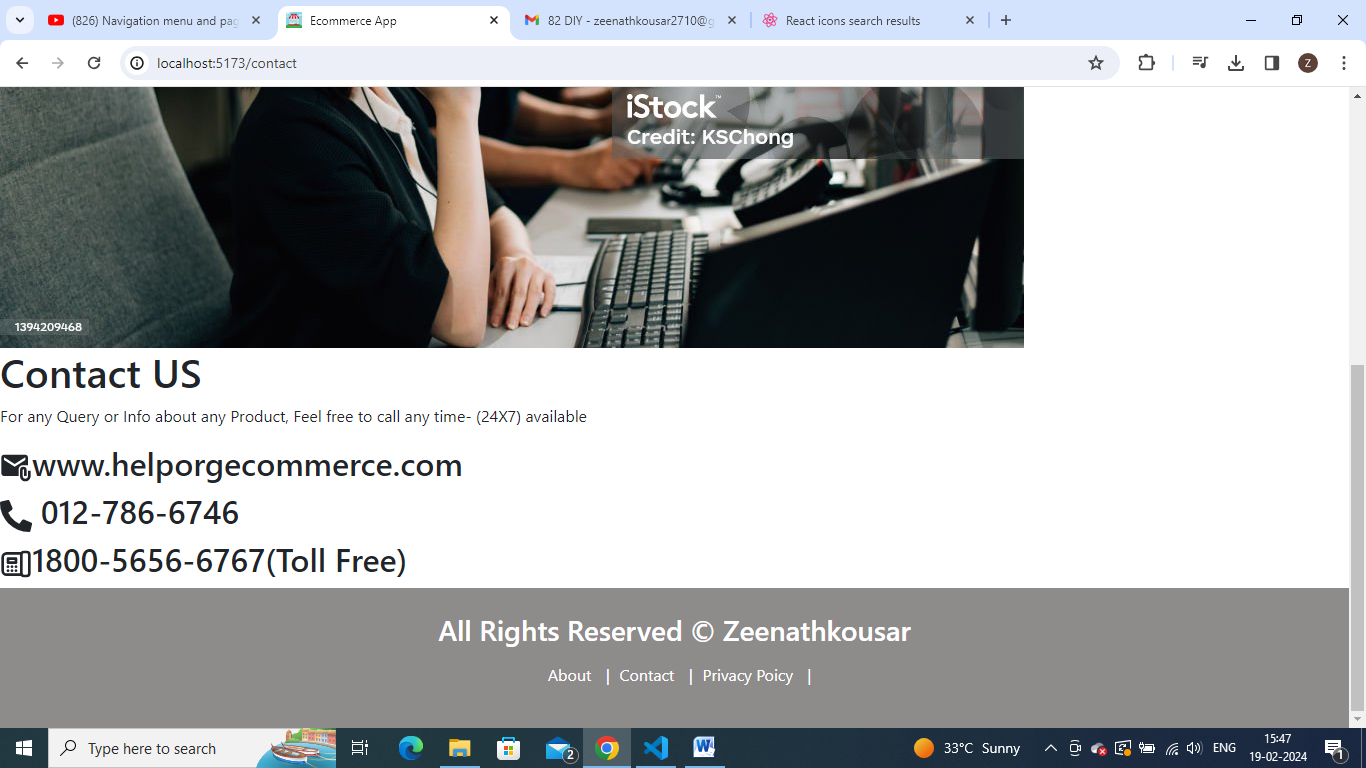 (826) Navigation menu and pag
Ecommerce App
82 DIY - zeenathkousar2710@g
React icons search results
localhost:5173/contact
Z
iStock™
Credit: KSChong
1394209468
Contact US
For any Query or Info about any Product, Feel free to call any time- (24X7) available
www.helporgecommerce.com
012-786-6746
1800-5656-6767(Toll Free)
All Rights Reserved © Zeenathkousar
About | Contact | Privacy Poicy |
Type here to search
2
33°C Sunny
ENG
15:47
19-02-2024
1